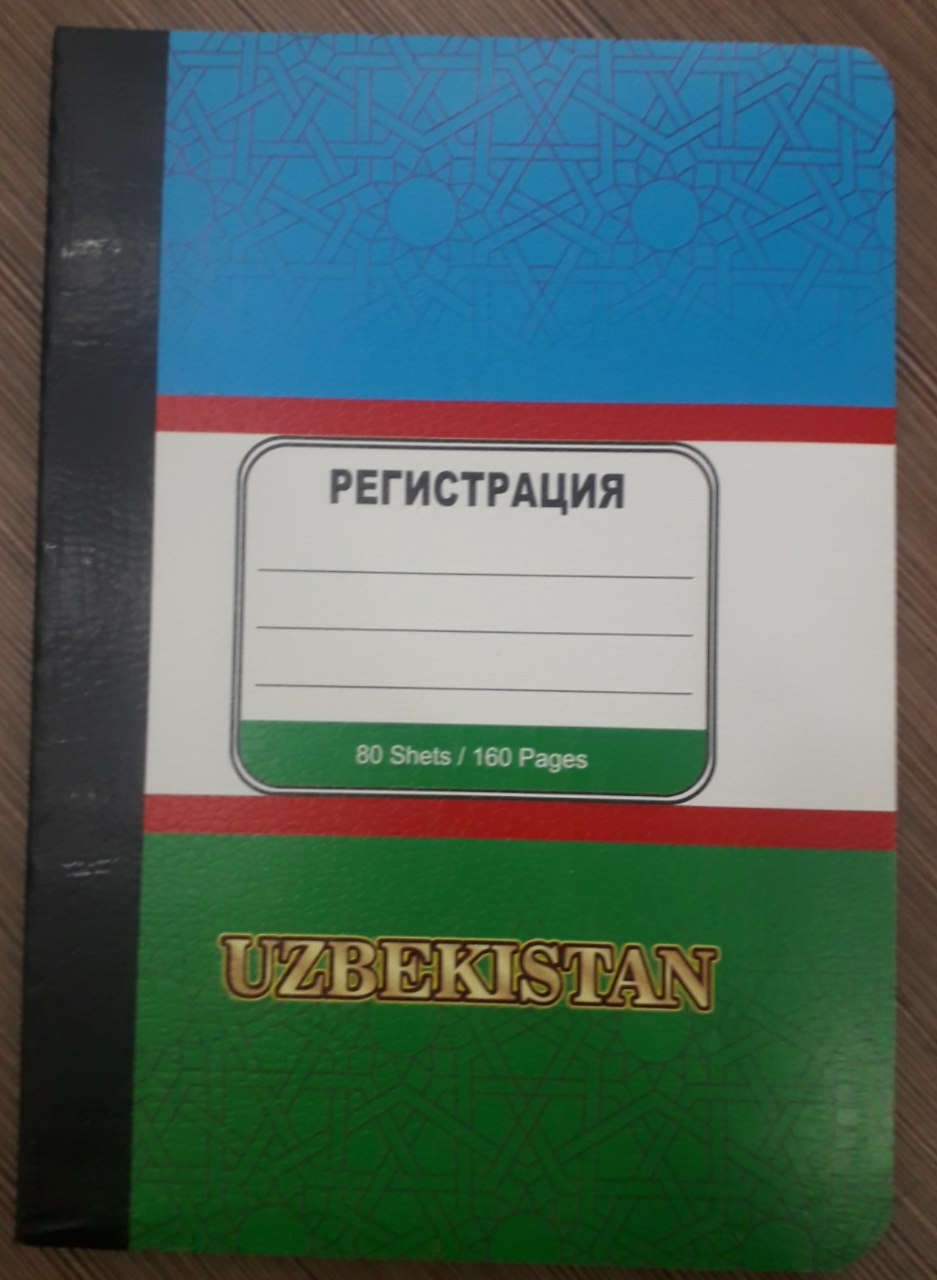 РЕГИСТРАЦИЯ
80 Shets / 160 Pages
UZBEKISTAN